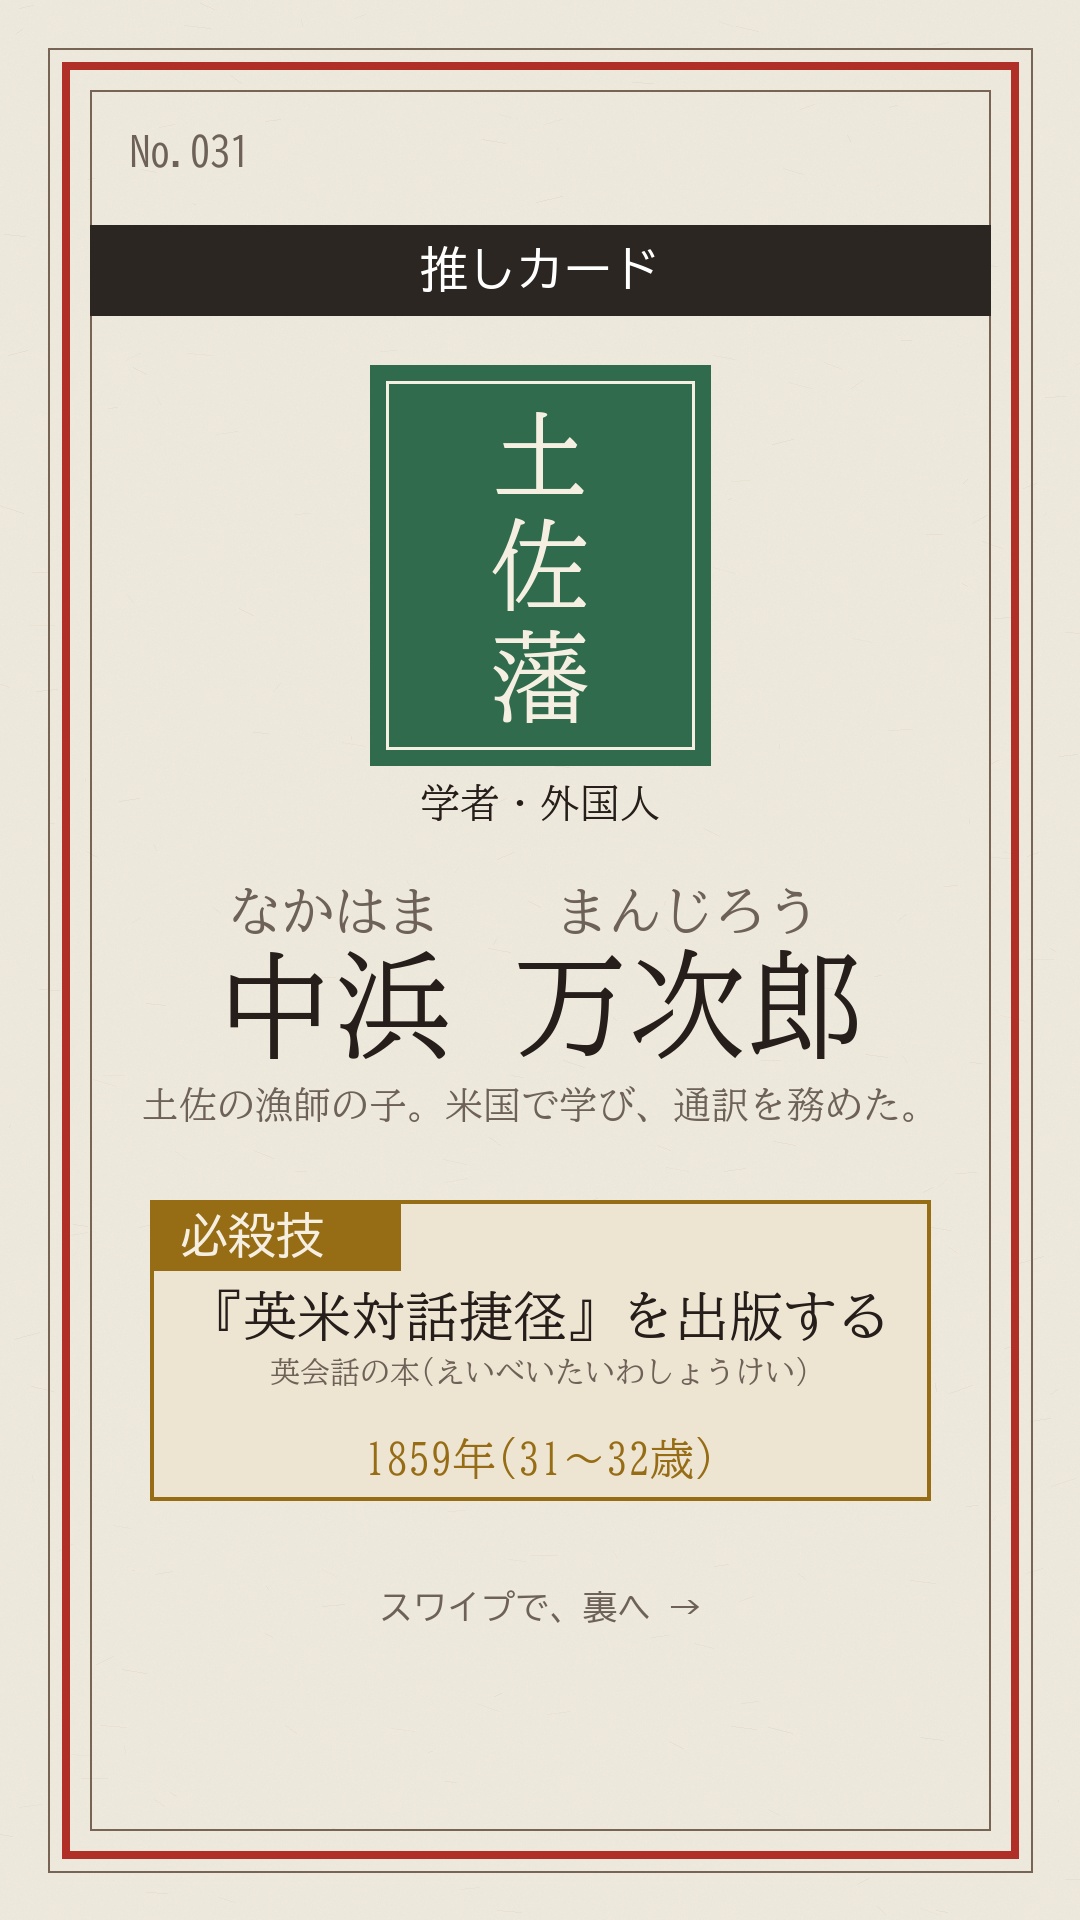 No.031
推しカード
土佐藩
学者・外国人
なかはま まんじろう
中浜 万次郎
土佐の漁師の子。米国で学び、通訳を務めた。
必殺技
『英米対話捷径』を出版する
英会話の本(えいべいたいわしょうけい)
1859年(31〜32歳)
スワイプで、裏へ →